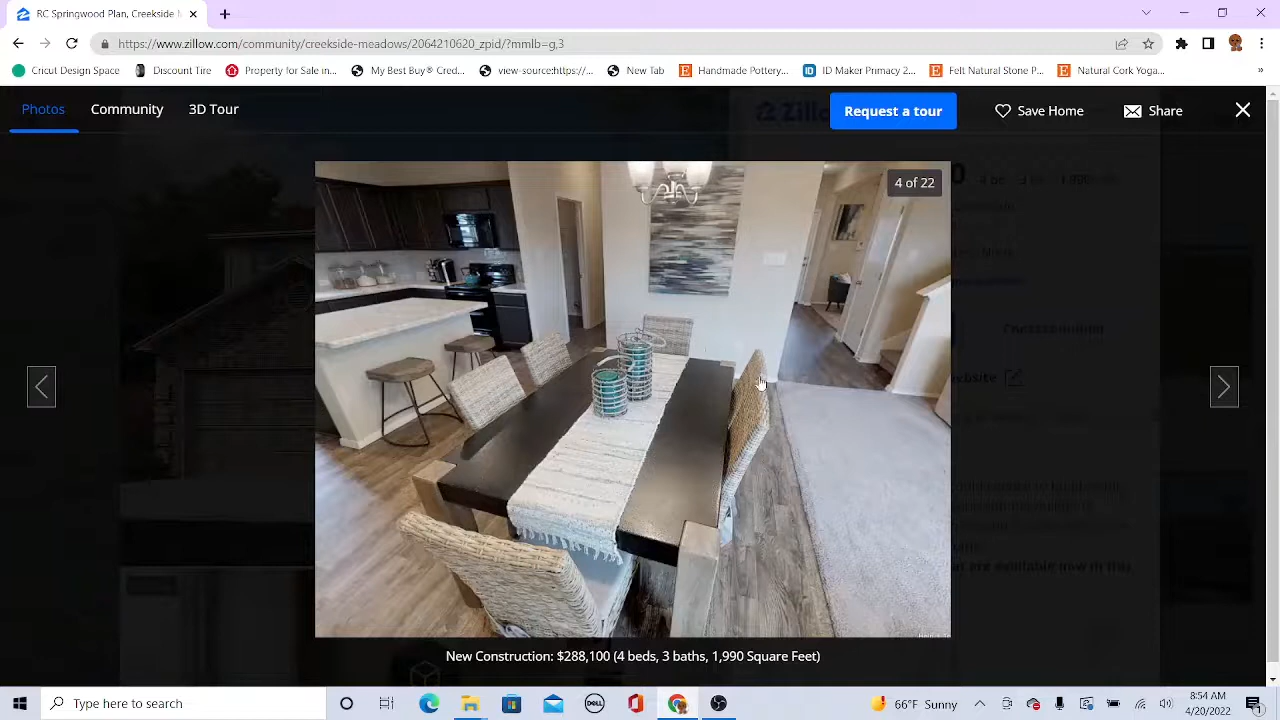 RC Springwood Plan, Creekside
https://www.zillow.com/community/creekside-meadows/2064210620_zpid/?mmlb=g,3
Cricut Design Space
Discount Tire
Property for Sale in...
My Best Buy® Cre...
view-source:https:/...
New Tab
Handmade Pottery...
ID Maker Primacy 2...
Felt Natural Stone P...
Natural Cork Yoga...
»
Photos
Community
3D Tour
Request a tour
Save Home
Share
4 of 22
New Construction: $288,100 (4 beds, 3 baths, 1,990 Square Feet)
Type here to search
DELL
66°F Sunny
8:54 AM
4/20/2022